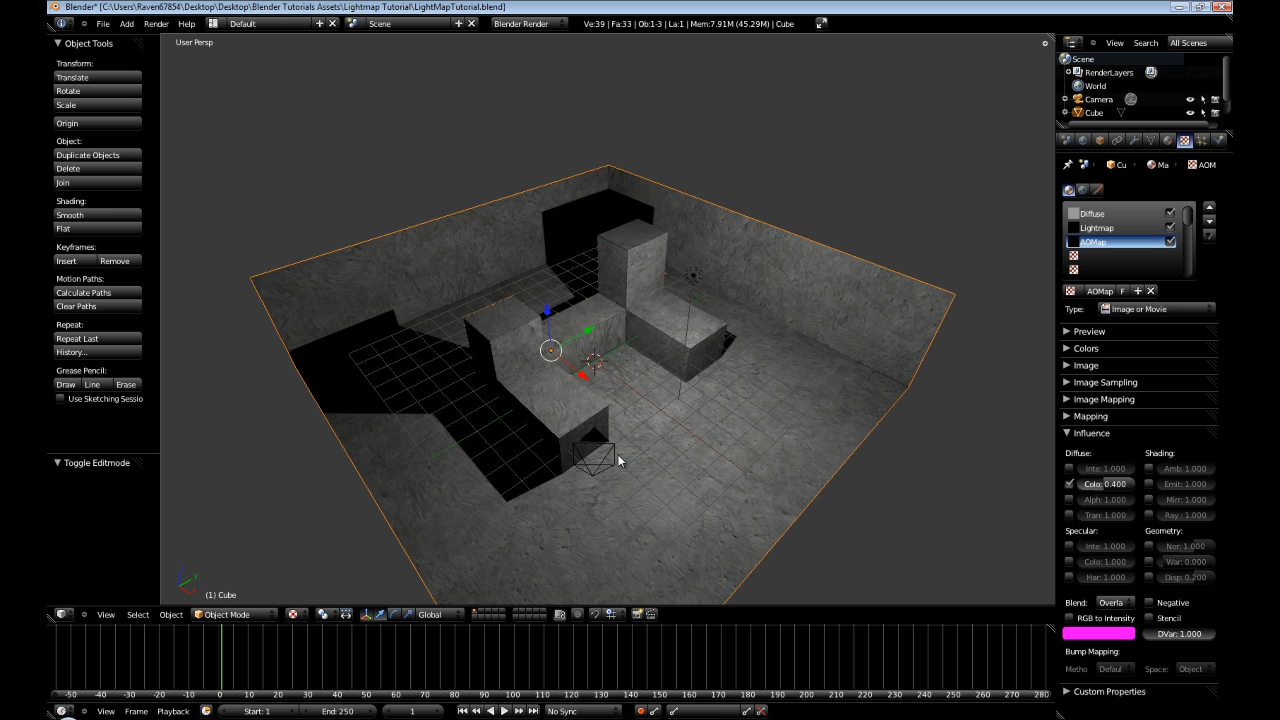 Blender* [C:\Users\Raven67854\Desktop\Desktop\Blender Tutorials Assets\Lightmap Tutorial\LightMapTutorial.blend]
File Add Render Help Default Scene Blender Render Ve:39 | Fa:33 | Ob:1-3 | La:1 | Mem:7.91M (45.29M) | Cube
Object Tools
Transform:
Translate
Rotate
Scale
Origin
Object:
Duplicate Objects
Delete
Join
Shading:
Smooth
Flat
Keyframes:
Insert Remove
Motion Paths:
Calculate Paths
Clear Paths
Repeat:
Repeat Last
History...
Grease Pencil:
Draw Line Erase
Use Sketching Sessio
Toggle Editmode
User Persp
(1) Cube
View Select Object Object Mode Global
-50 -40 -30 -20 -10 0 10 20 30 40 50 60 70 80 90 100 110 120 130 140 150 160 170 180 190 200 210 220 230 240 250 260 270 280
View Frame Playback Start: 1 End: 250 1 No Sync
View Search All Scenes
Scene
RenderLayers
World
Camera
Cube
Cu Ma AOM
Diffuse
Lightmap
AOMap
AOMap F
Type: Image or Movie
Preview
Colors
Image
Image Sampling
Image Mapping
Mapping
Influence
Diffuse: Shading:
Inte: 1.000 Amb: 1.000
Colo: 0.400 Emit: 1.000
Alph: 1.000 Mirr: 1.000
Tran: 1.000 Ray : 1.000
Specular: Geometry:
Inte: 1.000 Nor: 1.000
Colo: 1.000 War: 0.000
Har: 1.000 Disp: 0.200
Blend: Overla Negative
RGB to Intensity Stencil
DVar: 1.000
Bump Mapping:
Metho Defaul Space: Object
Custom Properties